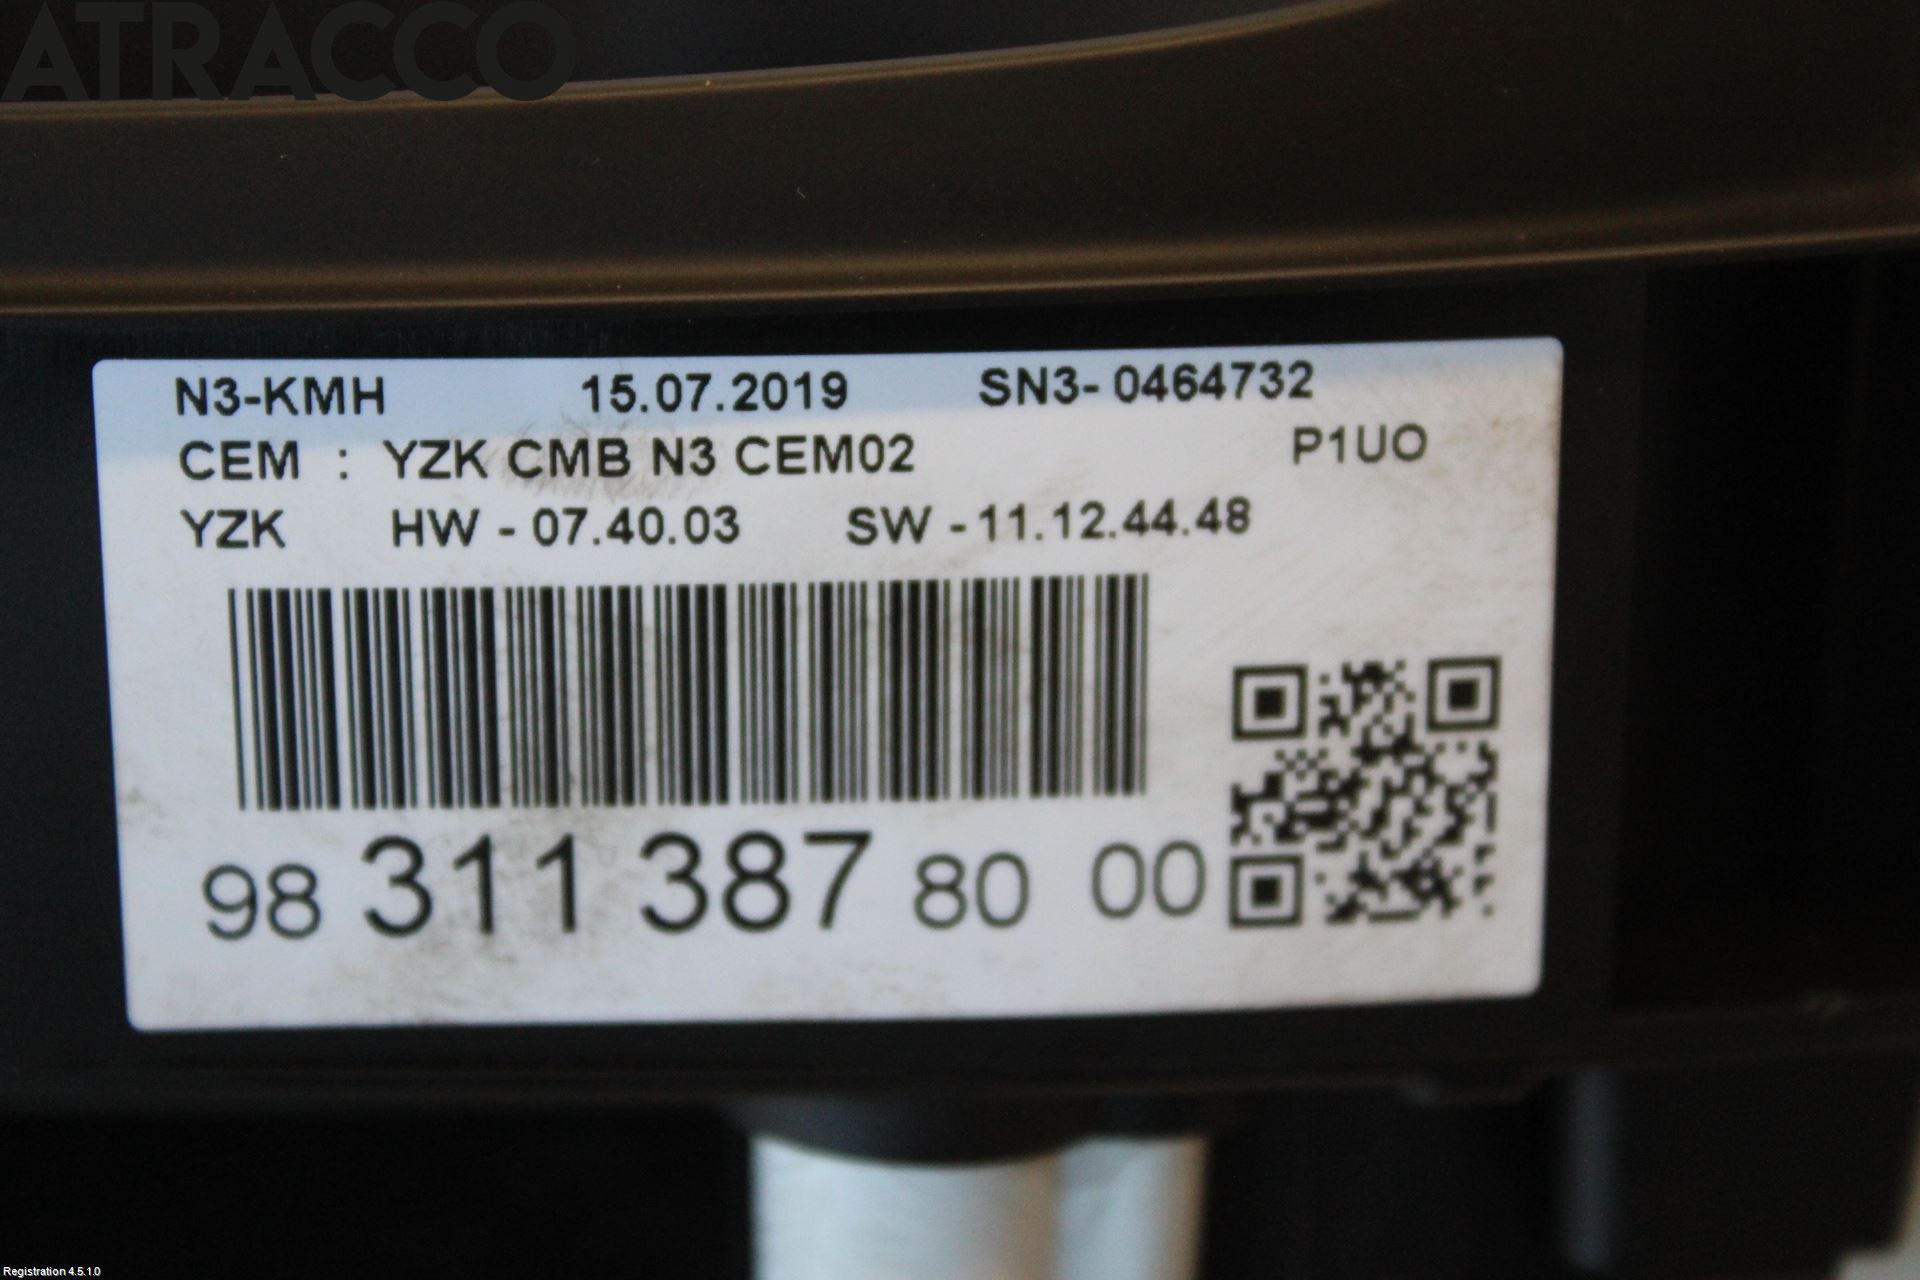 ATRACCO
N3-KMH 15.07.2019 SN3- 0464732
CEM : YZK CMB N3 CEM02 P1UO
YZK HW - 07.40.03 SW - 11.12.44.48
98 311 387 80 00
Registration 4.5.1.0